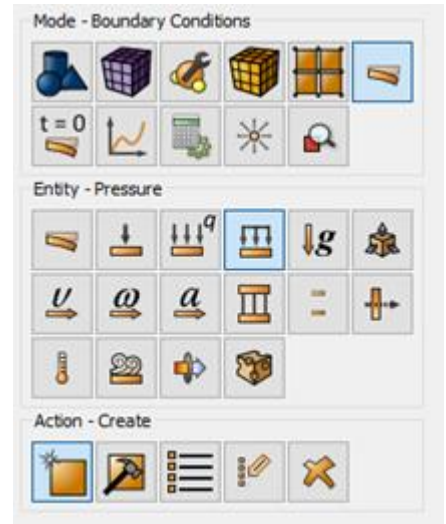 Mode - Boundary Conditions
t = 0
Entity - Pressure
q
g
υ ω a
Action - Create